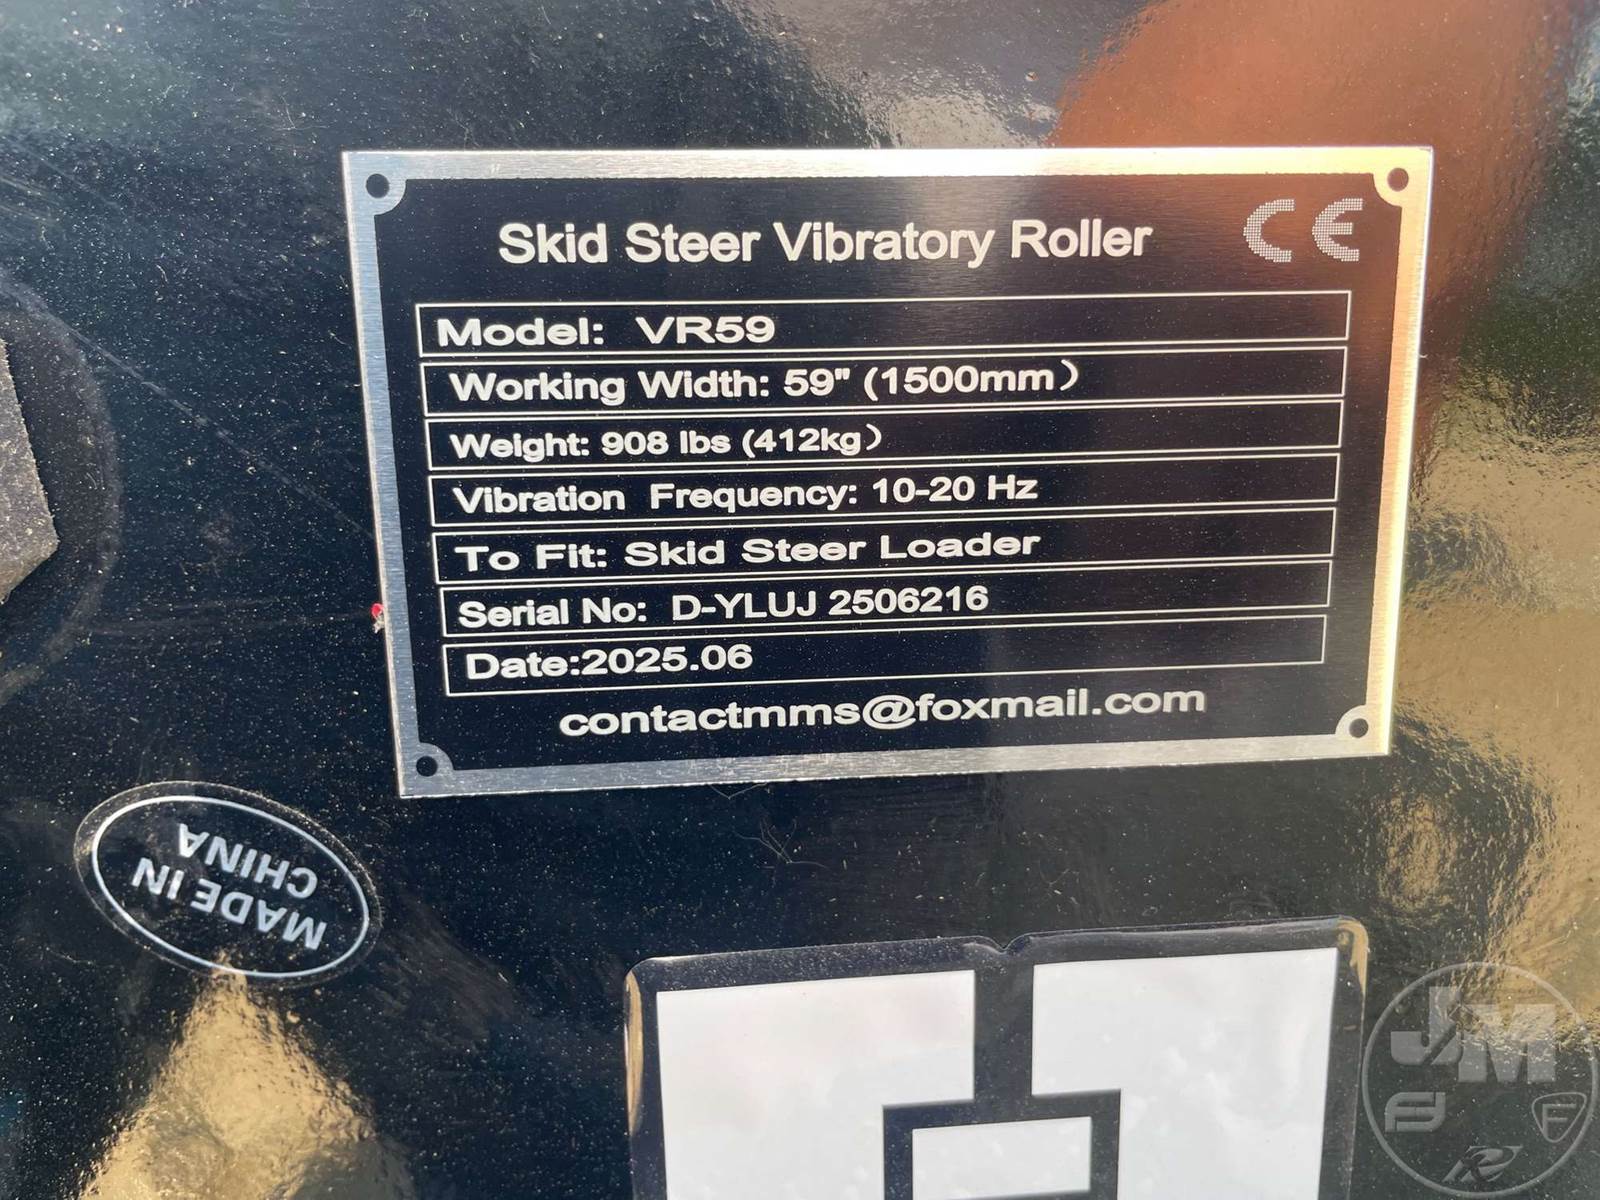 Skid Steer Vibratory Roller CE
Model: VR59
Working Width: 59" (1500mm）
Weight: 908 lbs (412kg）
Vibration Frequency: 10-20 Hz
To Fit: Skid Steer Loader
Serial No: D-YLUJ 2506216
Date:2025.06
contactmms@foxmail.com
MADE IN
CHINA
JM